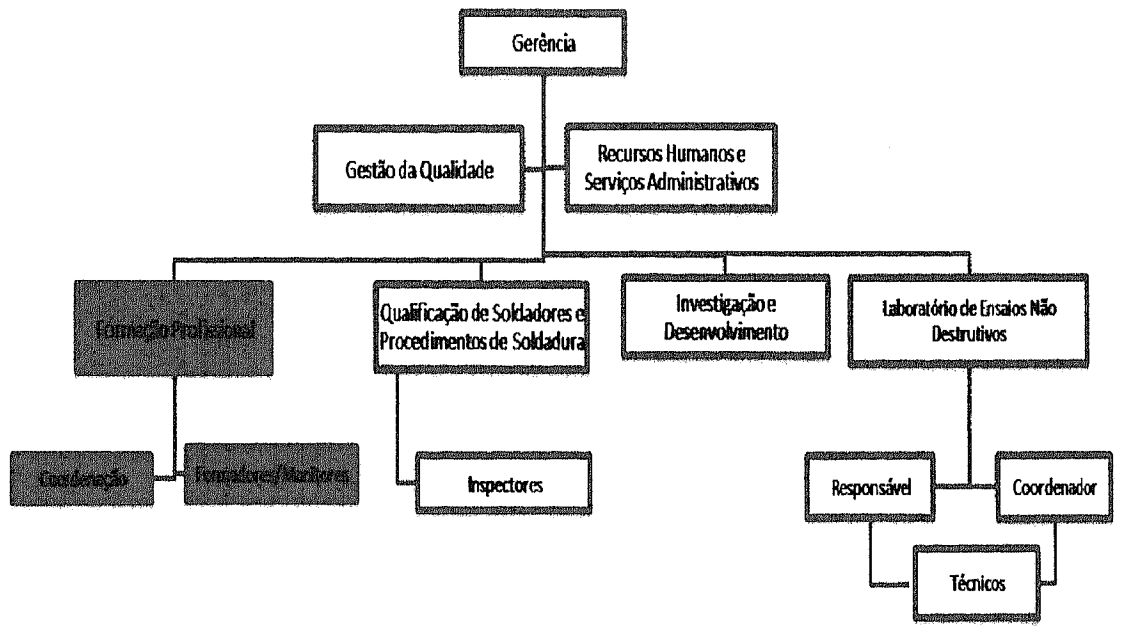 Gerência
Gestão da Qualidade
Recursos Humanos e
Serviços Administrativos
Formação Profissional
Qualificação de Soldadores e
Procedimentos de Soldadura
Investigação e
Desenvolvimento
Laboratório de Ensaios Não
Destrutivos
Coordenação
Formadores/Monitores
Inspectores
Responsável
Coordenador
Técnicos